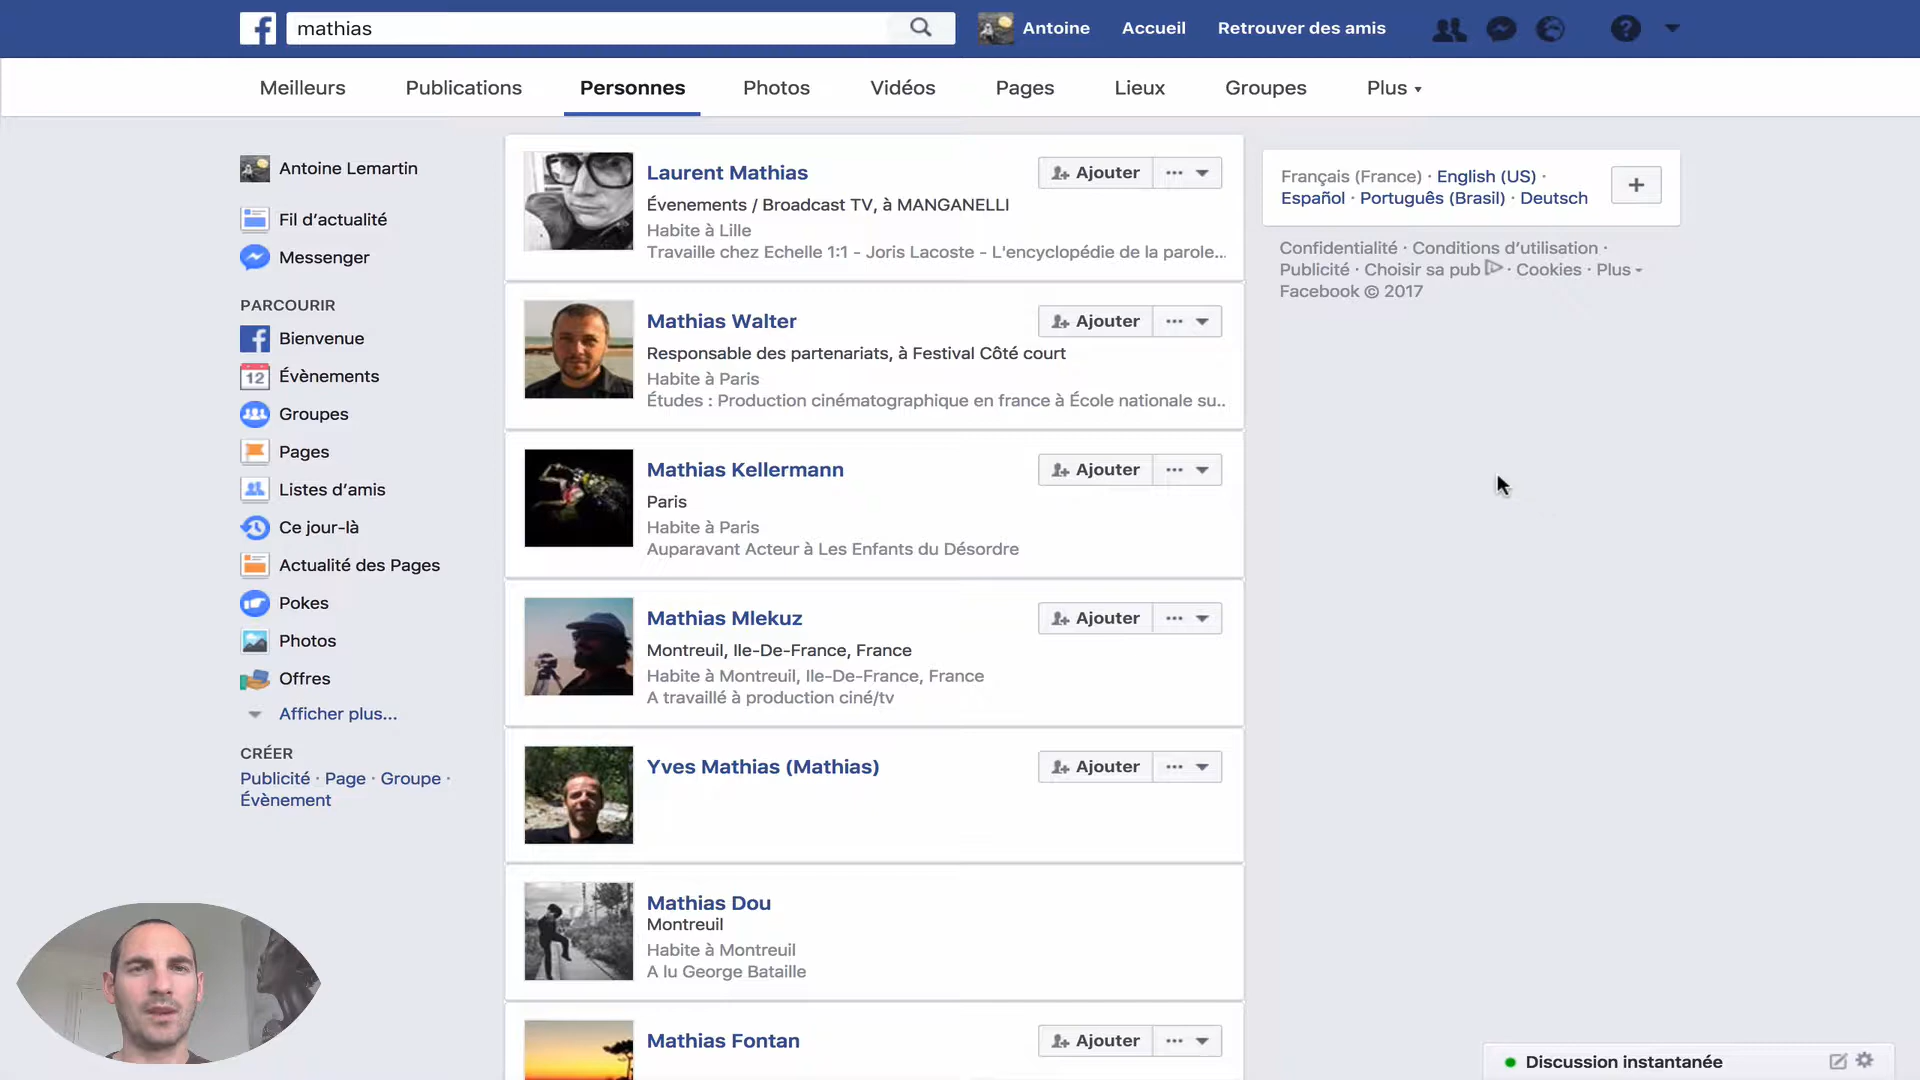 mathias
Antoine
Accueil
Retrouver des amis
Meilleurs
Publications
Personnes
Photos
Vidéos
Pages
Lieux
Groupes
Plus
Antoine Lemartin
Fil d’actualité
Messenger
PARCOURIR
Bienvenue
12
Évènements
Groupes
Pages
Listes d’amis
Ce jour-là
Actualité des Pages
Pokes
Photos
Offres
Afficher plus...
CRÉER
Publicité · Page · Groupe ·
Évènement
Laurent Mathias
Ajouter
Évenements / Broadcast TV, à MANGANELLI
Habite à Lille
Travaille chez Echelle 1:1 - Joris Lacoste - L'encyclopédie de la parole...
Mathias Walter
Ajouter
Responsable des partenariats, à Festival Côté court
Habite à Paris
Études : Production cinématographique en france à École nationale su..
Mathias Kellermann
Ajouter
Paris
Habite à Paris
Auparavant Acteur à Les Enfants du Désordre
Mathias Mlekuz
Ajouter
Montreuil, Ile-De-France, France
Habite à Montreuil, Ile-De-France, France
A travaillé à production ciné/tv
Yves Mathias (Mathias)
Ajouter
Mathias Dou
Montreuil
Habite à Montreuil
A lu George Bataille
Mathias Fontan
Ajouter
Français (France) · English (US) ·
Español · Português (Brasil) · Deutsch
Confidentialité · Conditions d’utilisation ·
Publicité · Choisir sa pub · Cookies · Plus
Facebook © 2017
Discussion instantanée